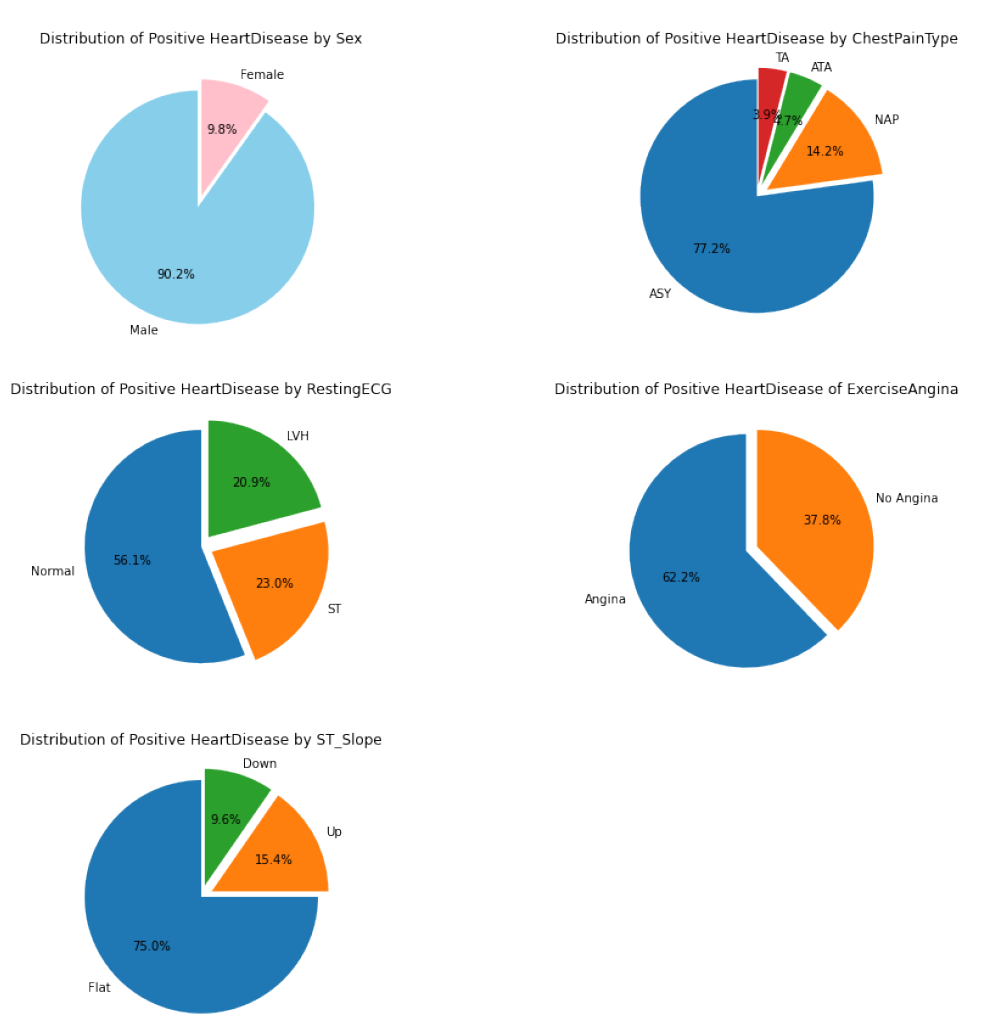 Distribution of Positive HeartDisease by Sex
Female
9.8%
90.2%
Male
Distribution of Positive HeartDisease by ChestPainType
TA
ATA
3.9%
4.7%
NAP
14.2%
77.2%
ASY
Distribution of Positive HeartDisease by RestingECG
LVH
20.9%
56.1%
Normal
23.0%
ST
Distribution of Positive HeartDisease of ExerciseAngina
No Angina
37.8%
62.2%
Angina
Distribution of Positive HeartDisease by ST_Slope
Down
9.6%
Up
15.4%
75.0%
Flat